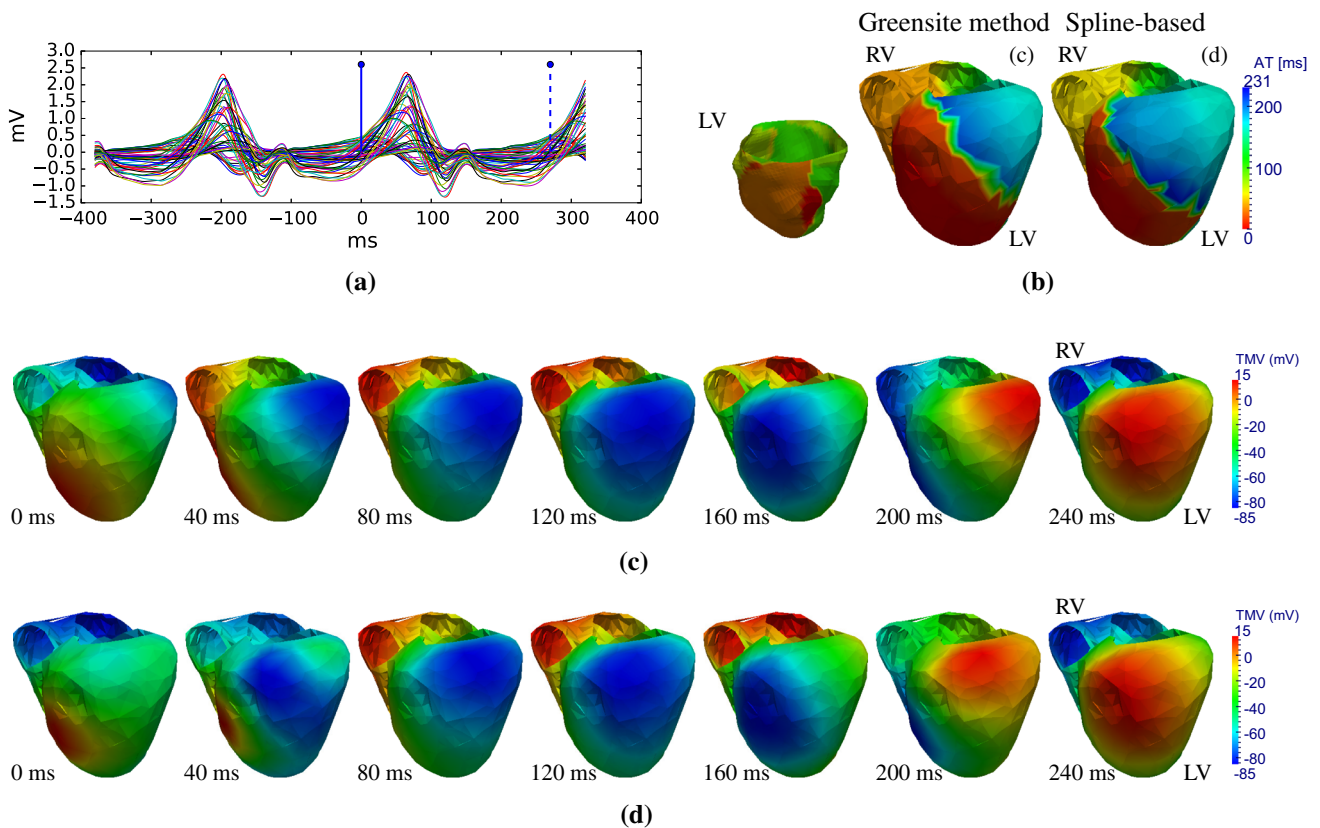 3.0
2.5
2.0
1.5
1.0
0.5
0.0
−0.5
−1.0
−1.5
mV
−400 −300 −200 −100 0 100 200 300 400
ms
(a)
Greensite method Spline-based
RV (c) RV (d)
LV
LV LV
AT [ms]
231
200
100
0
(b)
0 ms 40 ms 80 ms 120 ms 160 ms 200 ms 240 ms
RV
LV
TMV (mV)
15
0
-20
-40
-60
-80
-85
(c)
0 ms 40 ms 80 ms 120 ms 160 ms 200 ms 240 ms
RV
LV
TMV (mV)
15
0
-20
-40
-60
-80
-85
(d)